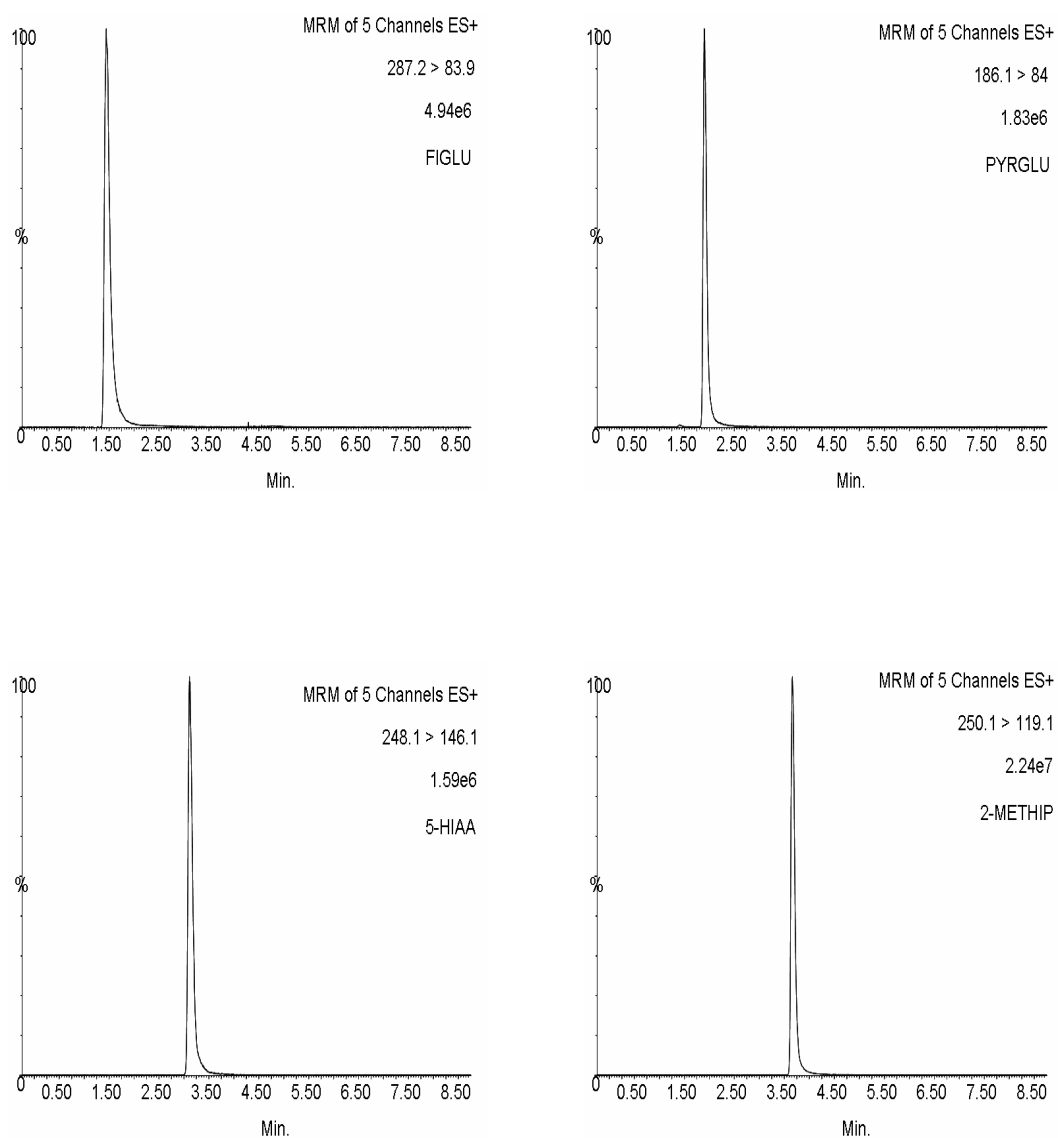 100
MRM of 5 Channels ES+
287.2 > 83.9
4.94e6
FIGLU
%
0 0.50 1.50 2.50 3.50 4.50 5.50 6.50 7.50 8.50
Min.
100
MRM of 5 Channels ES+
186.1 > 84
1.83e6
PYRGLU
%
0 0.50 1.50 2.50 3.50 4.50 5.50 6.50 7.50 8.50
Min.
100
MRM of 5 Channels ES+
248.1 > 146.1
1.59e6
5-HIAA
%
0 0.50 1.50 2.50 3.50 4.50 5.50 6.50 7.50 8.50
Min.
100
MRM of 5 Channels ES+
250.1 > 119.1
2.24e7
2-METHIP
%
0 0.50 1.50 2.50 3.50 4.50 5.50 6.50 7.50 8.50
Min.